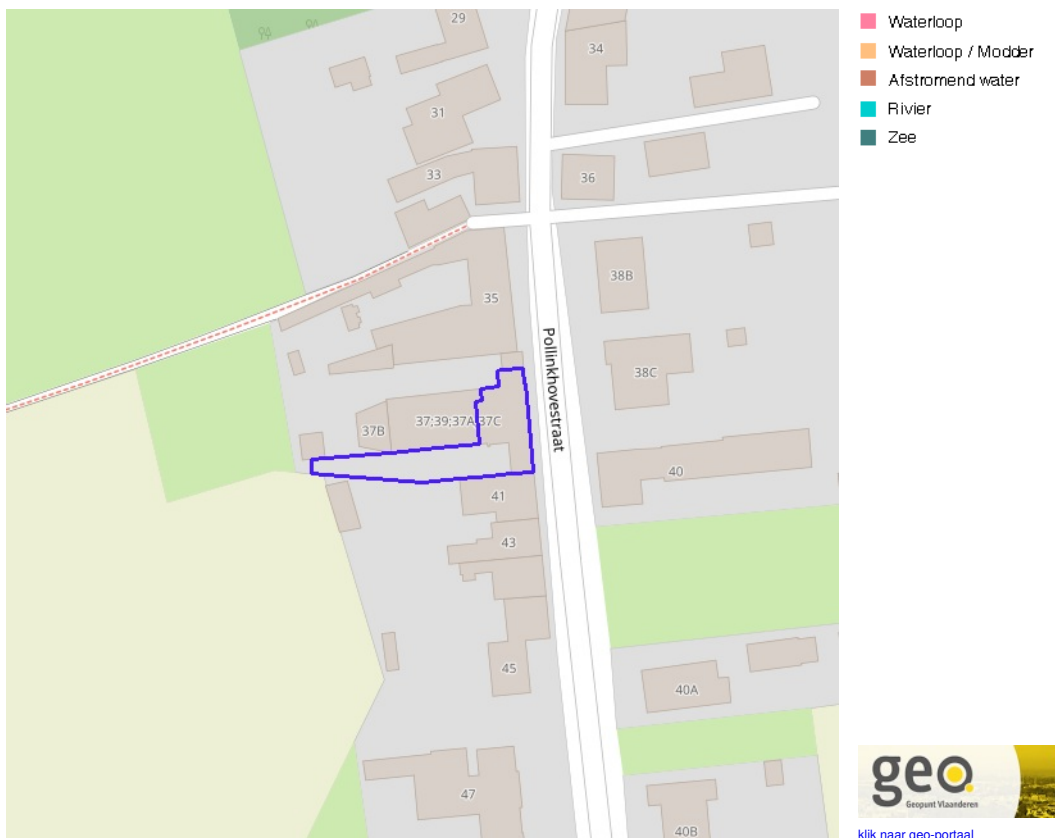 29
34
31
33
36
35
38B
Pollinkhovestraat
38C
37B
37;39;37A;37C
40
41
43
45
40A
47
40B
Waterloop
Waterloop / Modder
Afstromend water
Rivier
Zee
geo.
Geopunt Vlaanderen
klik naar geo-portaal